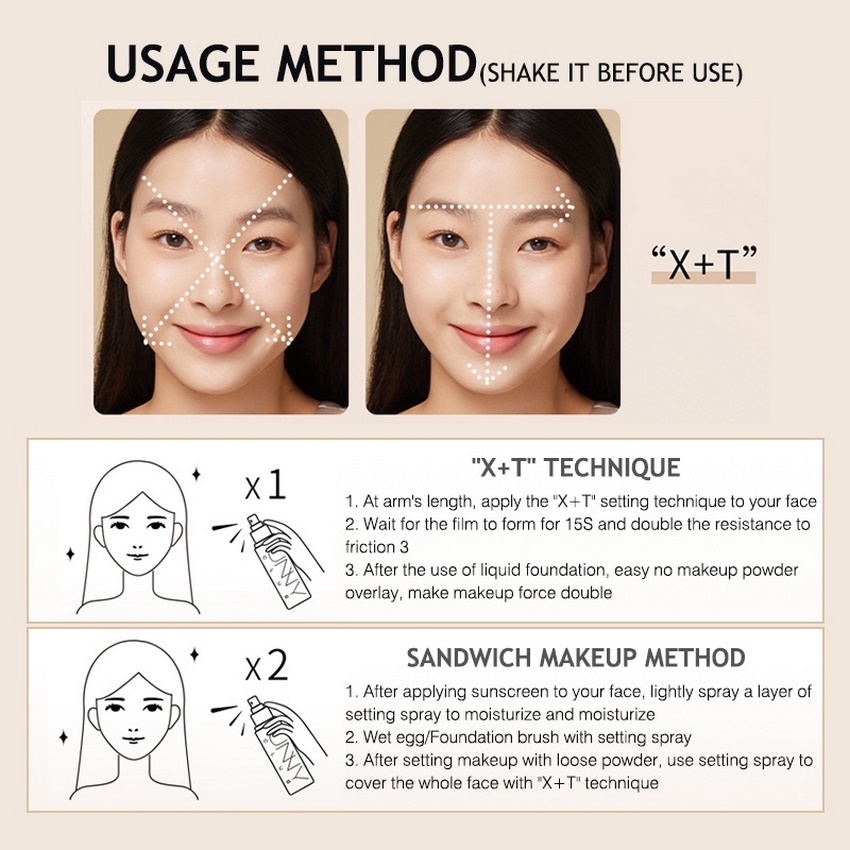 USAGE METHOD(SHAKE IT BEFORE USE)
“X+T”
"X+T" TECHNIQUE
x1
1. At arm's length, apply the "X+T" setting technique to your face
2. Wait for the film to form for 15S and double the resistance to
friction 3
3. After the use of liquid foundation, easy no makeup powder
overlay, make makeup force double
SANDWICH MAKEUP METHOD
x2
1. After applying sunscreen to your face, lightly spray a layer of
setting spray to moisturize and moisturize
2. Wet egg/Foundation brush with setting spray
3. After setting makeup with loose powder, use setting spray to
cover the whole face with "X+T" technique